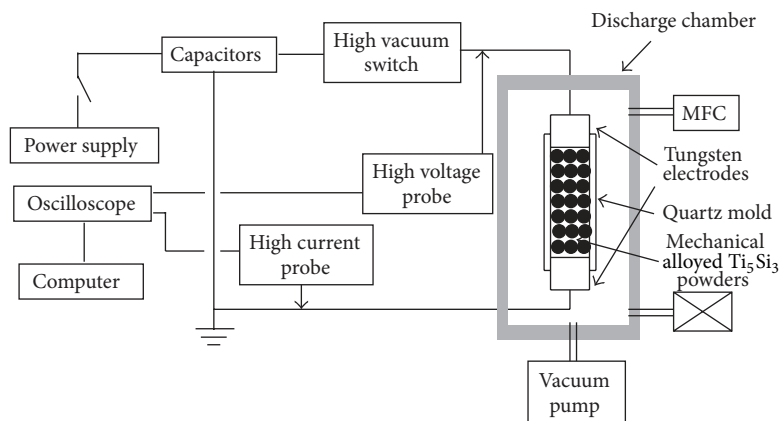 Discharge chamber
Capacitors
High vacuum
switch
MFC
Power supply
Tungsten
electrodes
High voltage
probe
Oscilloscope
Quartz mold
High current
probe
Mechanical
alloyed Ti₅Si₃
powders
Computer
Vacuum
pump